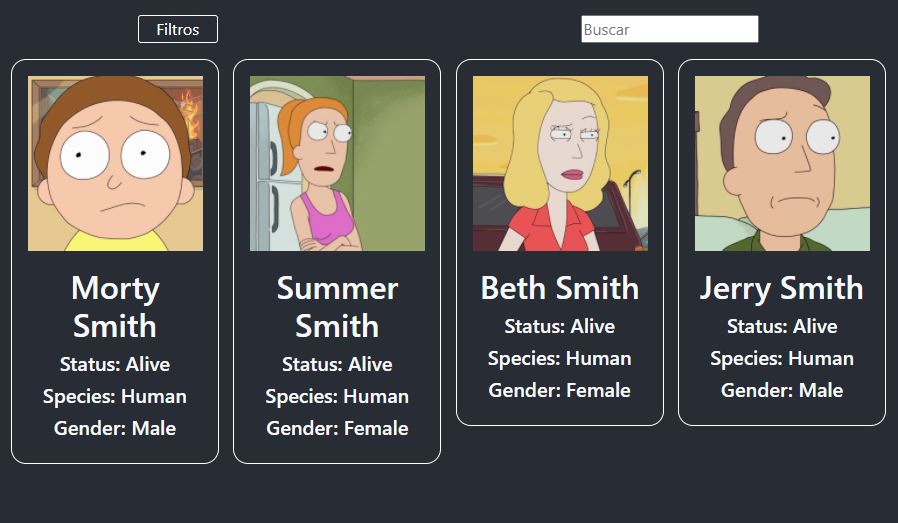 Filtros
Buscar
Morty
Smith
Status: Alive
Species: Human
Gender: Male
Summer
Smith
Status: Alive
Species: Human
Gender: Female
Beth Smith
Status: Alive
Species: Human
Gender: Female
Jerry Smith
Status: Alive
Species: Human
Gender: Male